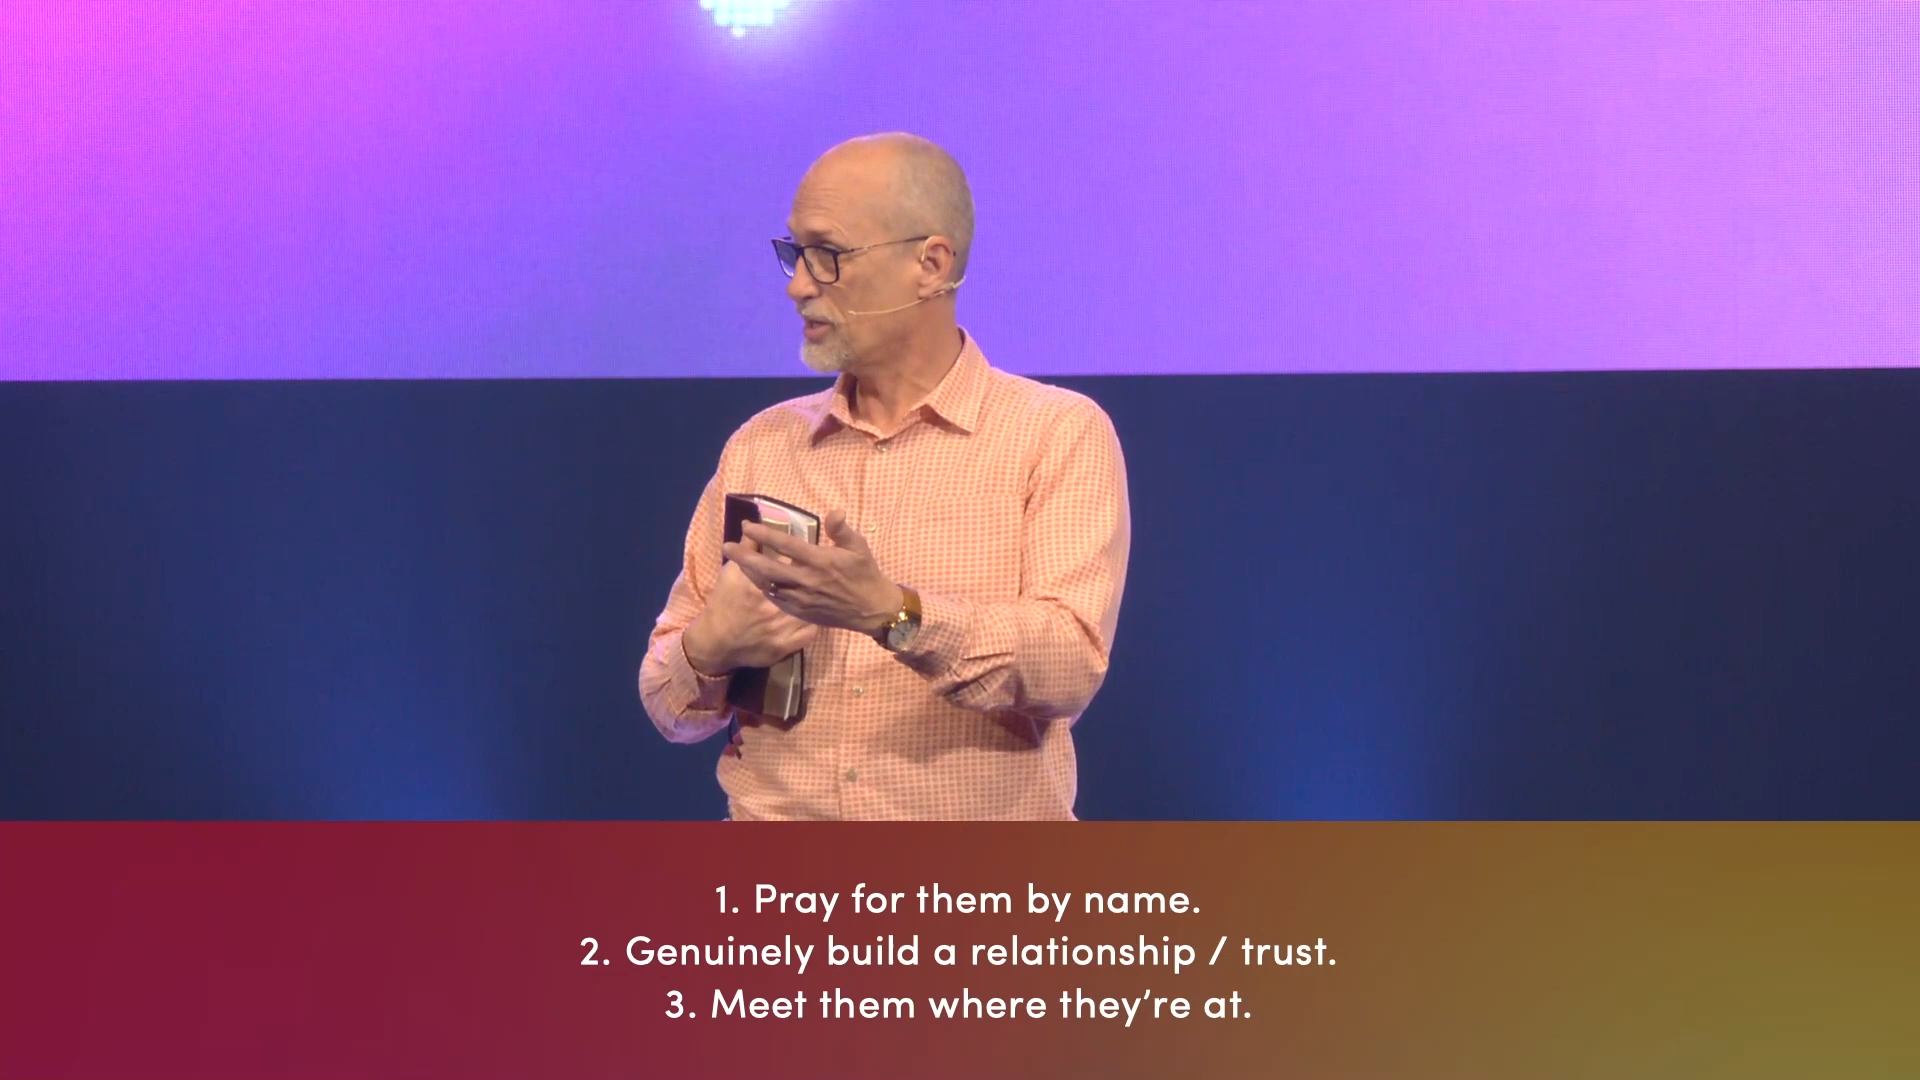 1. Pray for them by name.
2. Genuinely build a relationship / trust.
3. Meet them where they’re at.